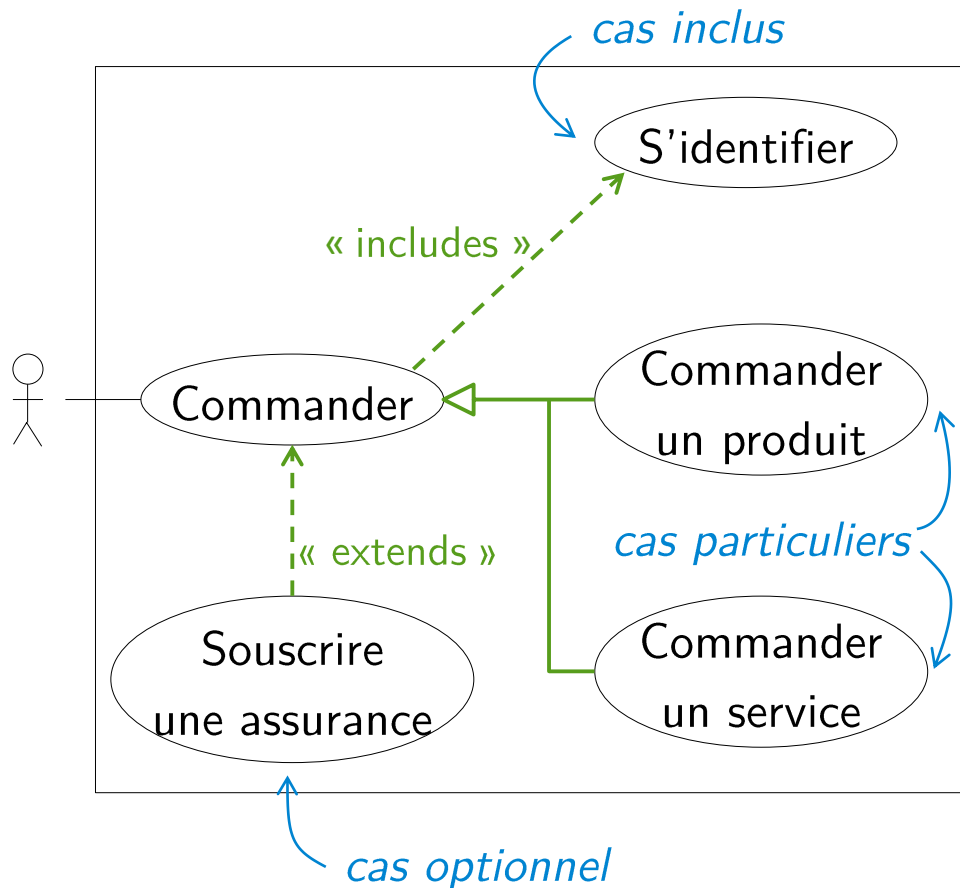 cas inclus
S'identifier
« includes »
Commander
Commander
un produit
cas particuliers
« extends »
Souscrire
une assurance
Commander
un service
cas optionnel